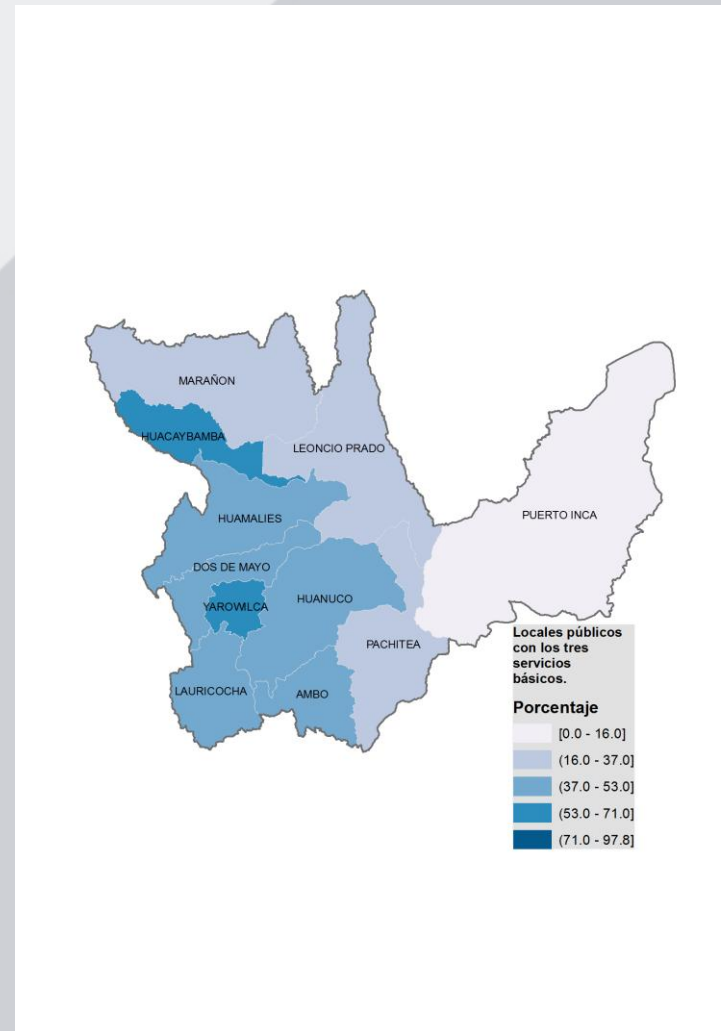 MARAÑON
HUACAYBAMBA
LEONCIO PRADO
HUAMALIES
PUERTO INCA
DOS DE MAYO
YAROWILCA
HUANUCO
PACHITEA
LAURICOCHA
AMBO
Locales públicos
con los tres
servicios
básicos.
Porcentaje
[0.0 - 16.0]
(16.0 - 37.0]
(37.0 - 53.0]
(53.0 - 71.0]
(71.0 - 97.8]